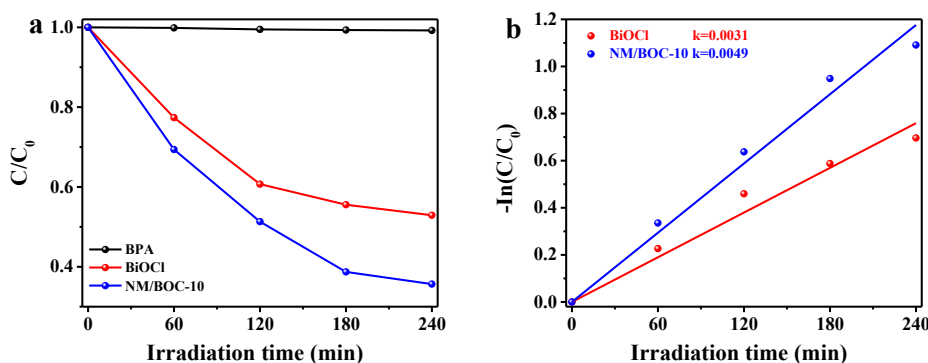 a
1.0
0.8
0.6
0.4
C/C0
BPA
BiOCl
NM/BOC-10
0 60 120 180 240
Irradiation time (min)
b
1.2
1.0
0.8
0.6
0.4
0.2
0.0
-In(C/C0)
BiOCl k=0.0031
NM/BOC-10 k=0.0049
0 60 120 180 240
Irradiation time (min)